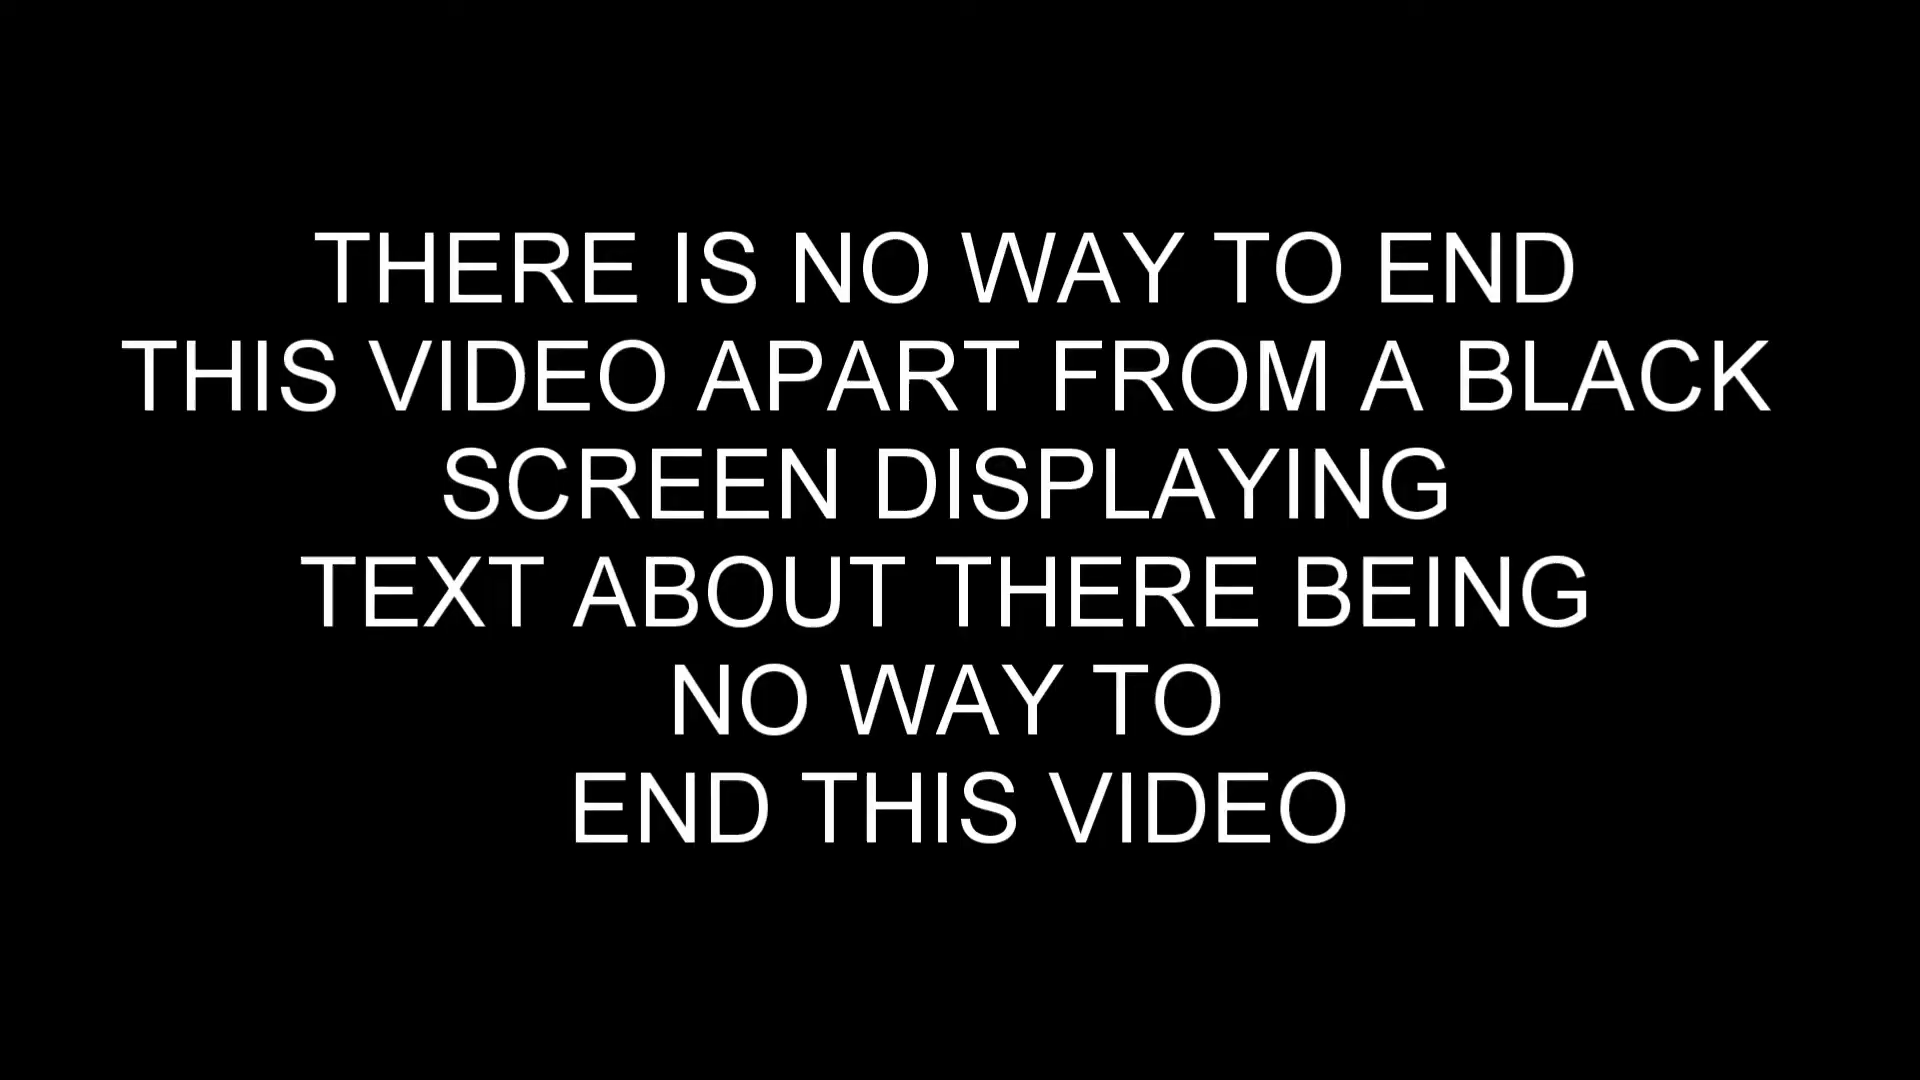 THERE IS NO WAY TO END
THIS VIDEO APART FROM A BLACK
SCREEN DISPLAYING
TEXT ABOUT THERE BEING
NO WAY TO
END THIS VIDEO